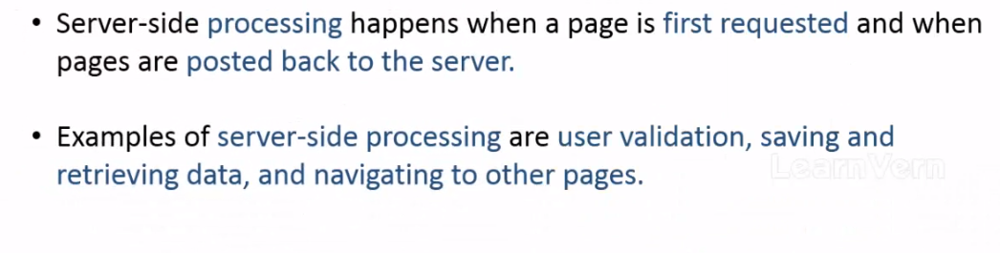 • Server-side processing happens when a page is first requested and when
pages are posted back to the server.
• Examples of server-side processing are user validation, saving and
retrieving data, and navigating to other pages.
LearnVern